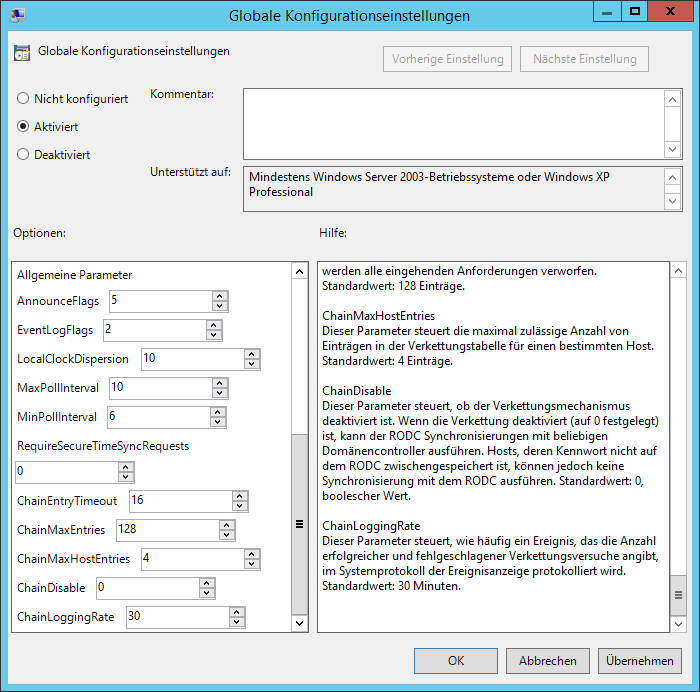 Globale Konfigurationseinstellungen
Globale Konfigurationseinstellungen
Vorherige Einstellung
Nächste Einstellung
Nicht konfiguriert
Aktiviert
Deaktiviert
Kommentar:
Unterstützt auf:
Mindestens Windows Server 2003-Betriebssysteme oder Windows XP
Professional
Optionen:
Hilfe:
Allgemeine Parameter
AnnounceFlags 5
EventLogFlags 2
LocalClockDispersion 10
MaxPollInterval 10
MinPollInterval 6
RequireSecureTimeSyncRequests
0
ChainEntryTimeout 16
ChainMaxEntries 128
ChainMaxHostEntries 4
ChainDisable 0
ChainLoggingRate 30
werden alle eingehenden Anforderungen verworfen.
Standardwert: 128 Einträge.
ChainMaxHostEntries
Dieser Parameter steuert die maximal zulässige Anzahl von
Einträgen in der Verkettungstabelle für einen bestimmten Host.
Standardwert: 4 Einträge.
ChainDisable
Dieser Parameter steuert, ob der Verkettungsmechanismus
deaktiviert ist. Wenn die Verkettung deaktiviert (auf 0 festgelegt)
ist, kann der RODC Synchronisierungen mit beliebigen
Domänencontroller ausführen. Hosts, deren Kennwort nicht auf
dem RODC zwischengespeichert ist, können jedoch keine
Synchronisierung mit dem RODC ausführen. Standardwert: 0,
boolescher Wert.
ChainLoggingRate
Dieser Parameter steuert, wie häufig ein Ereignis, das die Anzahl
erfolgreicher und fehlgeschlagener Verkettungsversuche angibt,
im Systemprotokoll der Ereignisanzeige protokolliert wird.
Standardwert: 30 Minuten.
OK
Abbrechen
Übernehmen